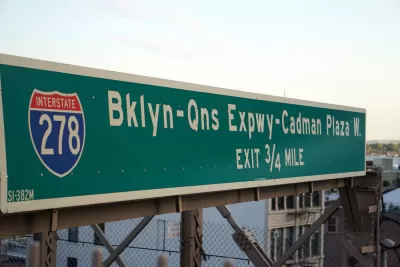 INTERSTATE
278
Bklyn-Qns Expwy-Cadman Plaza W.
EXIT 3/4 MILE
SI-382M